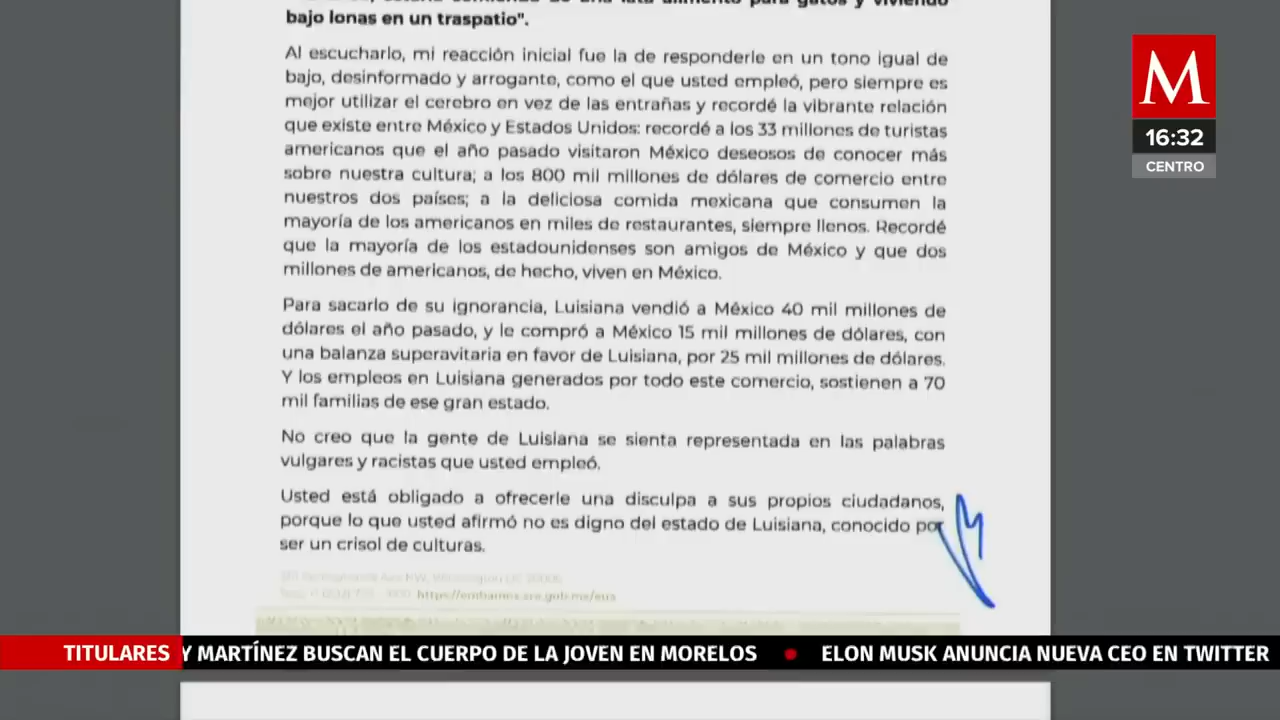 bajo lonas en un traspatio".
Al escucharlo, mi reacción inicial fue la de responderle en un tono igual de
bajo, desinformado y arrogante, como el que usted empleó, pero siempre es
mejor utilizar el cerebro en vez de las entrañas y recordé la vibrante relación
que existe entre México y Estados Unidos: recordé a los 33 millones de turistas
americanos que el año pasado visitaron México deseosos de conocer más
sobre nuestra cultura; a los 800 mil millones de dólares de comercio entre
nuestros dos países; a la deliciosa comida mexicana que consumen la
mayoría de los americanos en miles de restaurantes, siempre llenos. Recordé
que la mayoría de los estadounidenses son amigos de México y que dos
millones de americanos, de hecho, viven en México.
Para sacarlo de su ignorancia, Luisiana vendió a México 40 mil millones de
dólares el año pasado, y le compró a México 15 mil millones de dólares, con
una balanza superavitaria en favor de Luisiana, por 25 mil millones de dólares.
Y los empleos en Luisiana generados por todo este comercio, sostienen a 70
mil familias de ese gran estado.
No creo que la gente de Luisiana se sienta representada en las palabras
vulgares y racistas que usted empleó.
Usted está obligado a ofrecerle una disculpa a sus propios ciudadanos,
porque lo que usted afirmó no es digno del estado de Luisiana, conocido por
ser un crisol de culturas.
https://embamex.sre.gob.mx/eua
M
16:32
CENTRO
TITULARES Y MARTÍNEZ BUSCAN EL CUERPO DE LA JOVEN EN MORELOS ELON MUSK ANUNCIA NUEVA CEO EN TWITTER